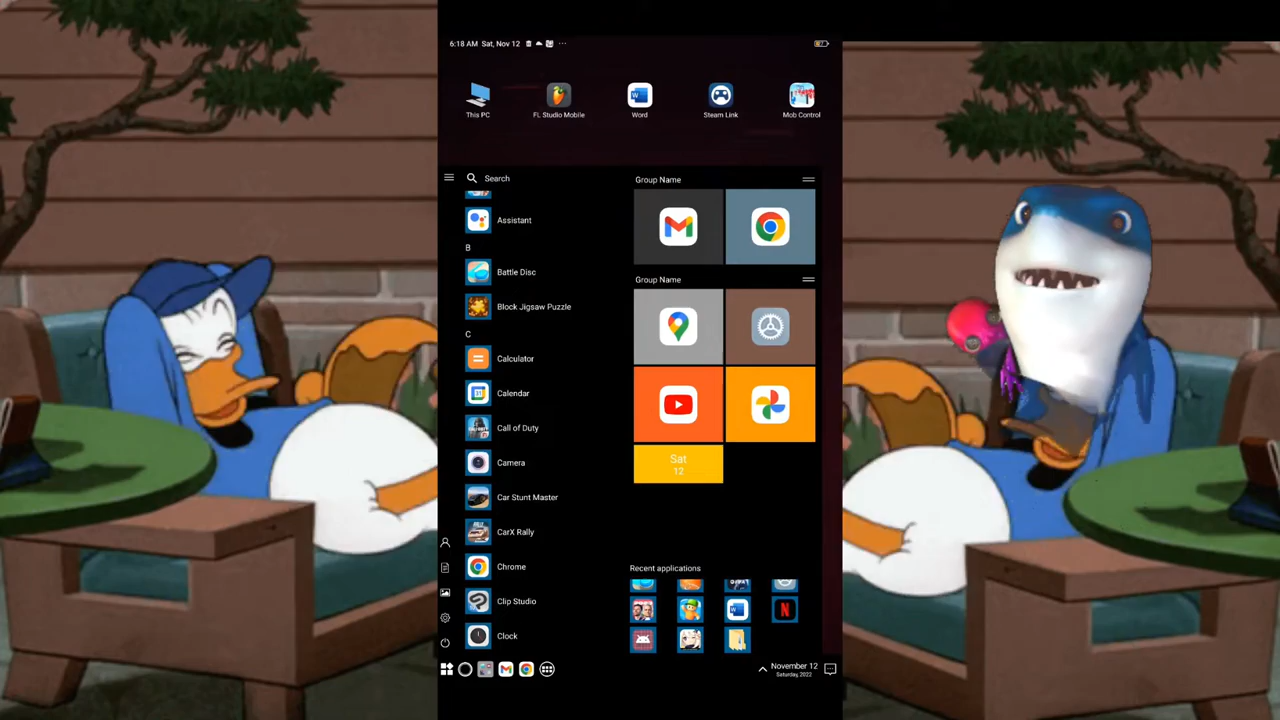 6:18 AM Sat, Nov 12
This PC
FL Studio Mobile
Word
Steam Link
Mob Control
Search
Assistant
B
Battle Disc
Block Jigsaw Puzzle
C
Calculator
Calendar
Call of Duty
Camera
Car Stunt Master
CarX Rally
Chrome
Clip Studio
Clock
Group Name
Group Name
Sat
12
Recent applications
November 12
Saturday, 2022